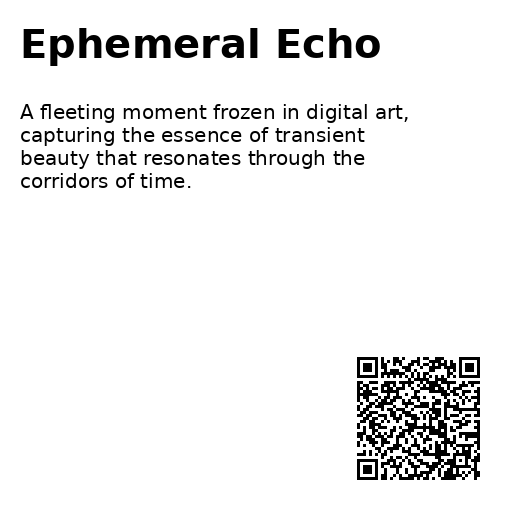 Ephemeral Echo
A fleeting moment frozen in digital art,
capturing the essence of transient
beauty that resonates through the
corridors of time.